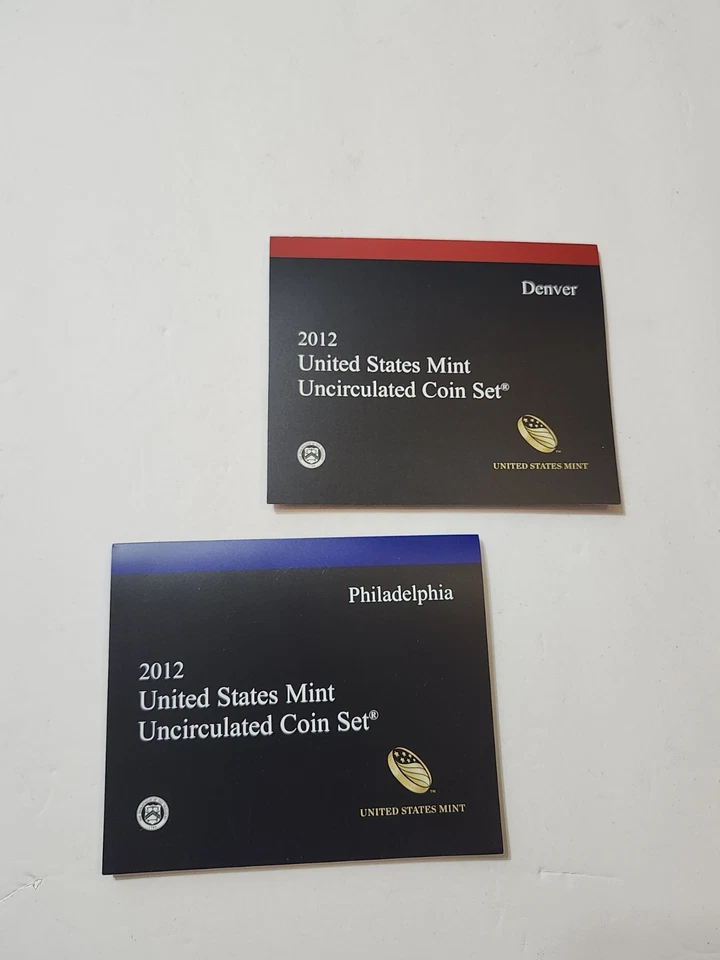 Denver
2012
United States Mint
Uncirculated Coin Set®
UNITED STATES MINT
Philadelphia
2012
United States Mint
Uncirculated Coin Set®
™
UNITED STATES MINT